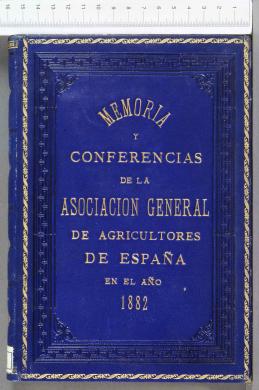 MEMORIA
Y
CONFERENCIAS
DE LA
ASOCIACION GENERAL
DE AGRICULTORES
DE ESPAÑA
EN EL AÑO
1882